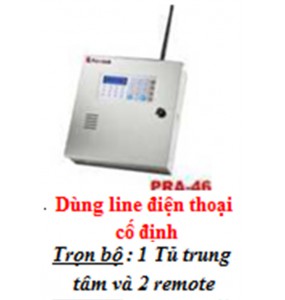 PRA-46
. Dùng line điện thoại
cố định
Trọn bộ : 1 Tủ trung
tâm và 2 remote